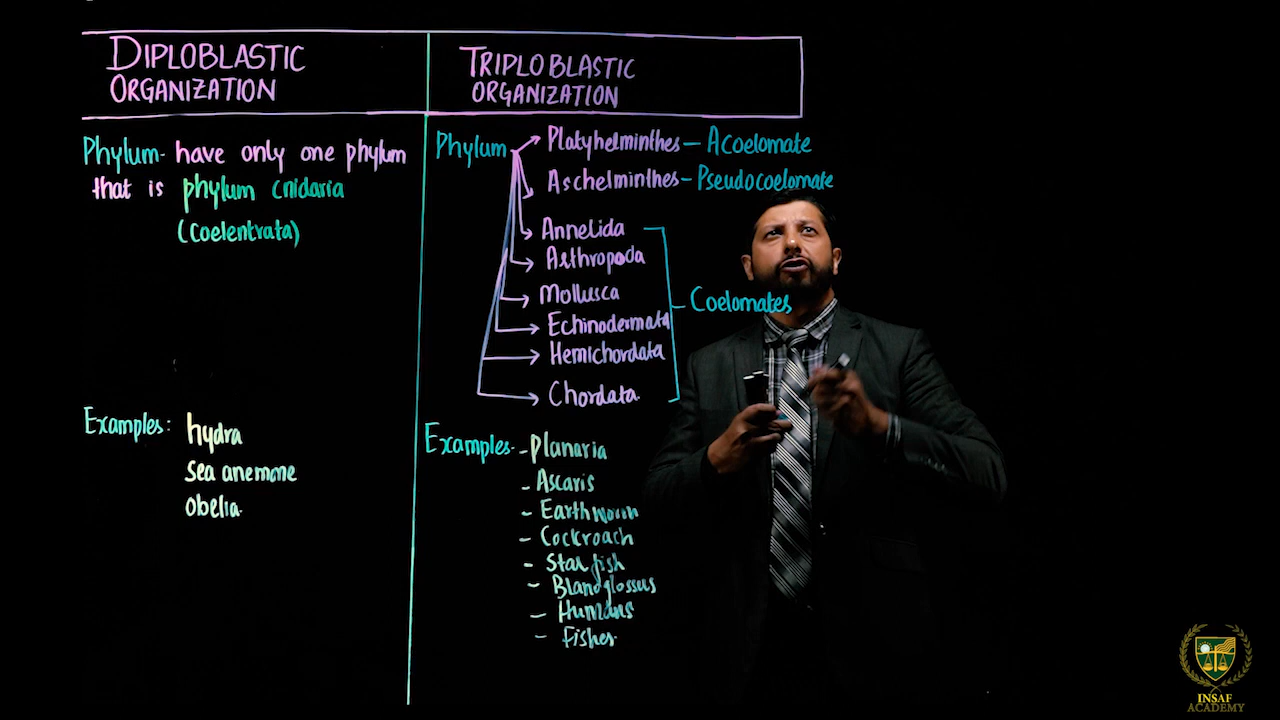 DIPLOBLASTIC
ORGANIZATION
TRIPLOBLASTIC
ORGANIZATION
Phylum- have only one phylum
that is phylum cnidaria
(coelentrata)
Examples:
hydra
sea anemone
obelia.
Phylum
Platyhelminthes - Acoelomate
Aschelminthes - Pseudocoelomate
Annelida
Arthropoda
Mollusca
Echinodermata
Hemichordata
Chordata.
Coelomates
Examples- - Planaria
- Ascaris
- Earthworm
- Cockroach
- Star fish
- Blanoglossus
- Humans
- Fishes.
INSAF
ACADEMY